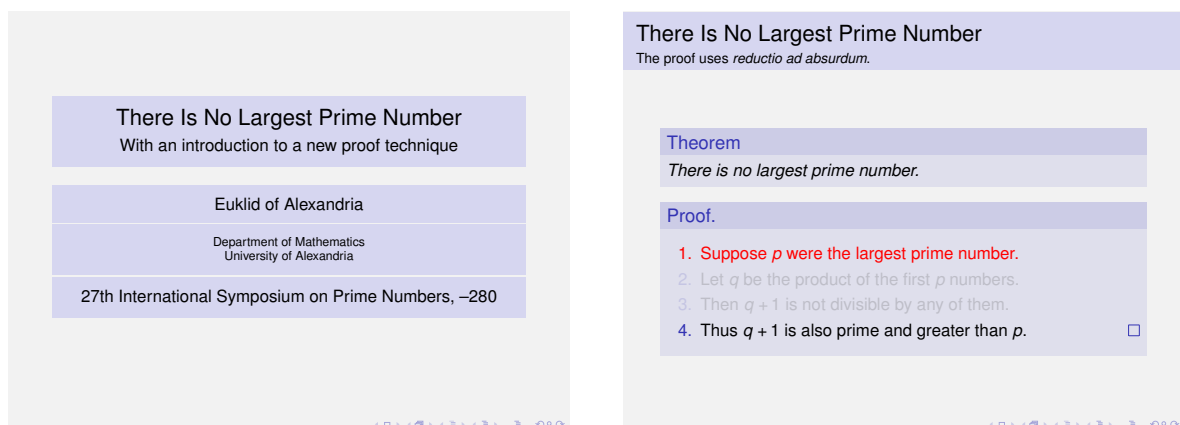 There Is No Largest Prime Number
With an introduction to a new proof technique
Euklid of Alexandria
Department of Mathematics
University of Alexandria
27th International Symposium on Prime Numbers, –280
There Is No Largest Prime Number
The proof uses reductio ad absurdum.
Theorem
There is no largest prime number.
Proof.
1. Suppose p were the largest prime number.
2. Let q be the product of the first p numbers.
3. Then q + 1 is not divisible by any of them.
4. Thus q + 1 is also prime and greater than p.